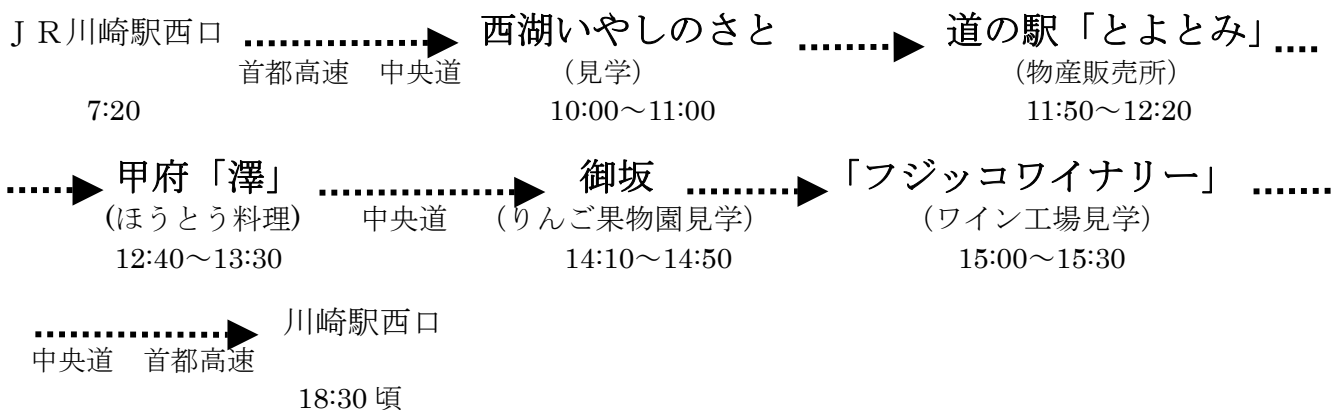 ＪＲ川崎駅西口 西湖いやしのさと 道の駅「とよとみ」
首都高速 中央道 （見学） （物産販売所）
7:20 10:00～11:00 11:50～12:20
甲府「澤」 御坂 「フジッコワイナリー」
(ほうとう料理) 中央道 （りんご果物園見学） （ワイン工場見学）
12:40～13:30 14:10～14:50 15:00～15:30
川崎駅西口
中央道 首都高速
18:30 頃